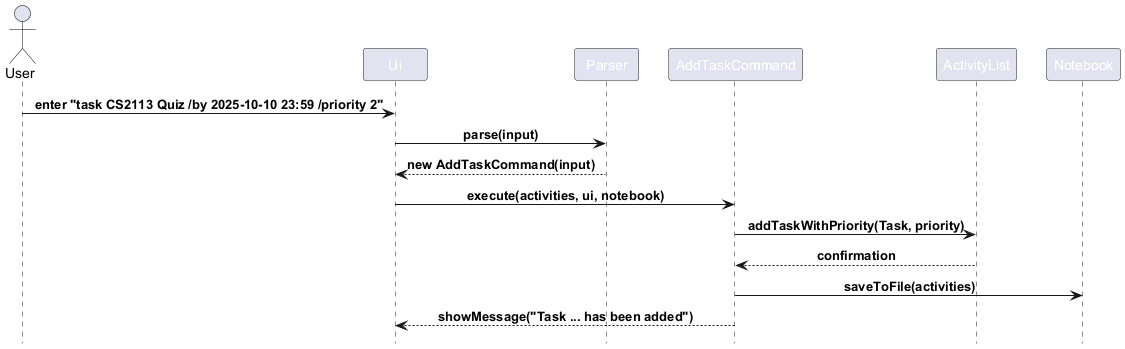 User
Ui
Parser
AddTaskCommand
ActivityList
Notebook
enter "task CS2113 Quiz /by 2025-10-10 23:59 /priority 2"
parse(input)
new AddTaskCommand(input)
execute(activities, ui, notebook)
addTaskWithPriority(Task, priority)
confirmation
saveToFile(activities)
showMessage("Task ... has been added")